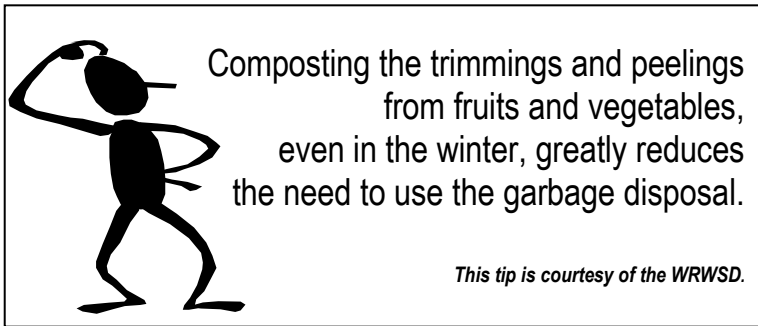 Composting the trimmings and peelings
from fruits and vegetables,
even in the winter, greatly reduces
the need to use the garbage disposal.
This tip is courtesy of the WRWSD.